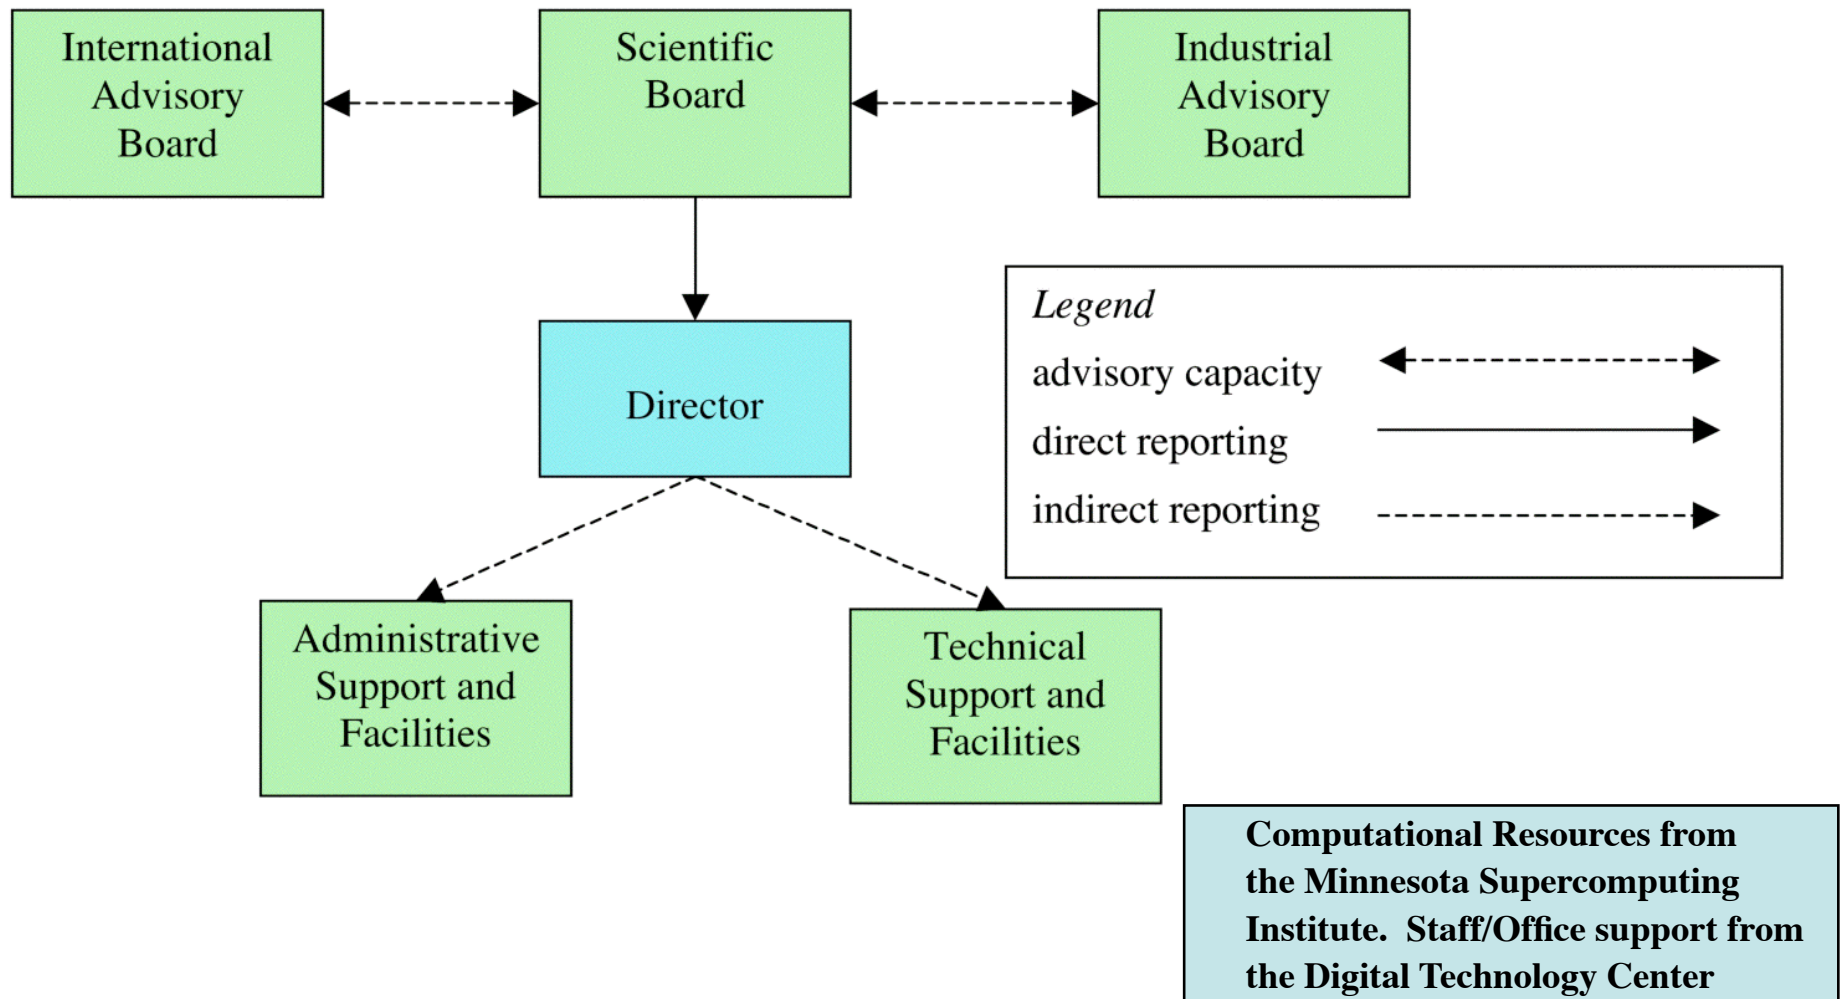 International
Advisory
Board
Scientific
Board
Industrial
Advisory
Board
Director
Legend
advisory capacity
direct reporting
indirect reporting
Administrative
Support and
Facilities
Technical
Support and
Facilities
Computational Resources from
the Minnesota Supercomputing
Institute.  Staff/Office support from
the Digital Technology Center